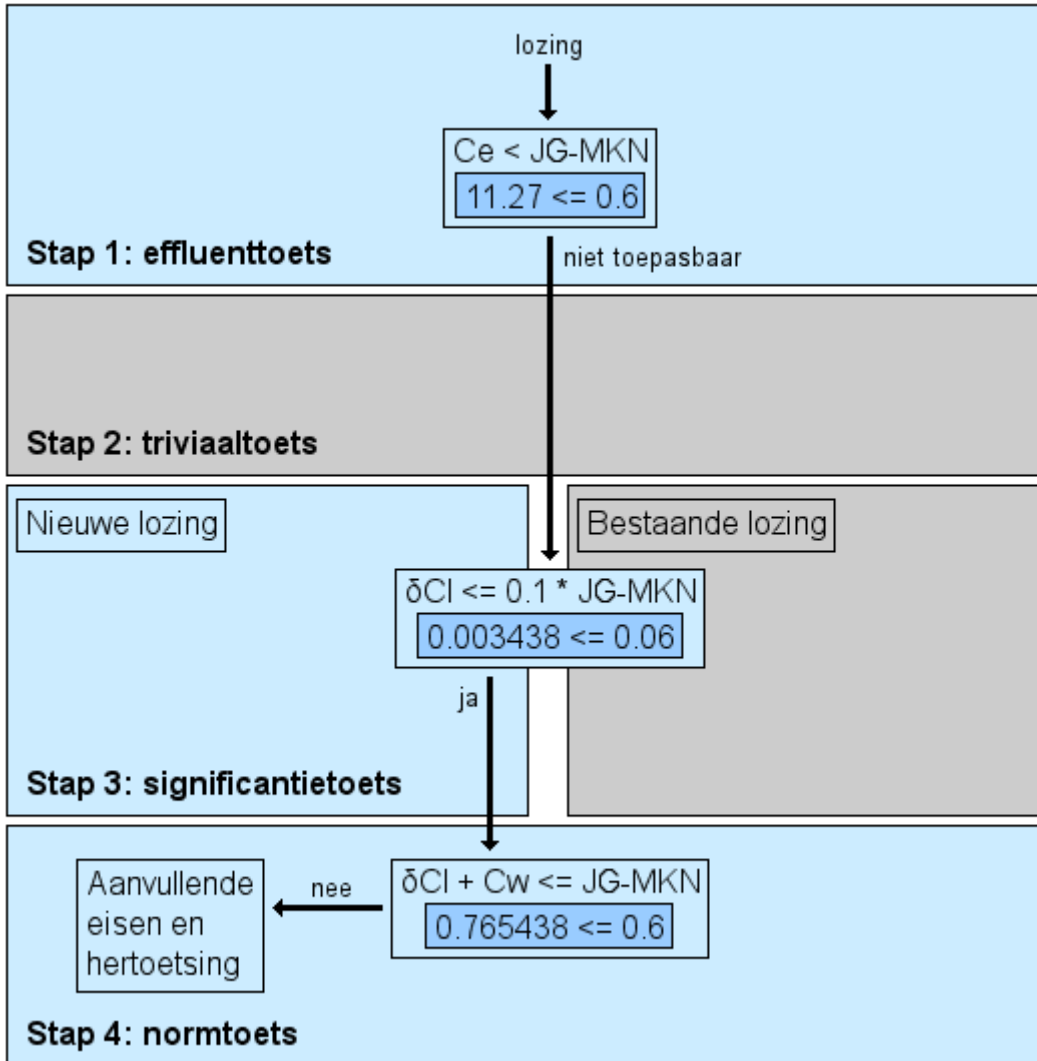 lozing
Ce < JG-MKN
11.27 <= 0.6
Stap 1: effluenttoets
niet toepasbaar
Stap 2: triviaaltoets
Nieuwe lozing
Bestaande lozing
δCl <= 0.1 * JG-MKN
0.003438 <= 0.06
ja
Stap 3: significantietoets
δCl + Cw <= JG-MKN
0.765438 <= 0.6
nee
Aanvullende
eisen en
hertoetsing
Stap 4: normtoets